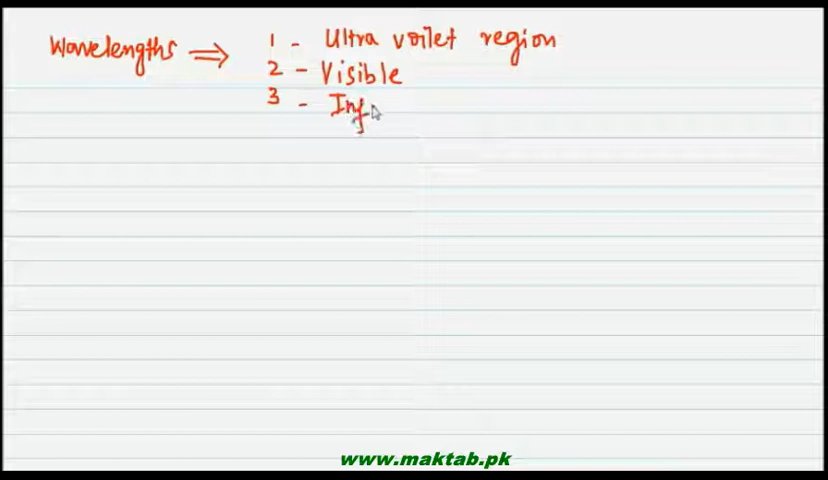 Wavelengths ⇒ 1 - Ultra voilet region
2 - Visible
3 - Inf
www.maktab.pk